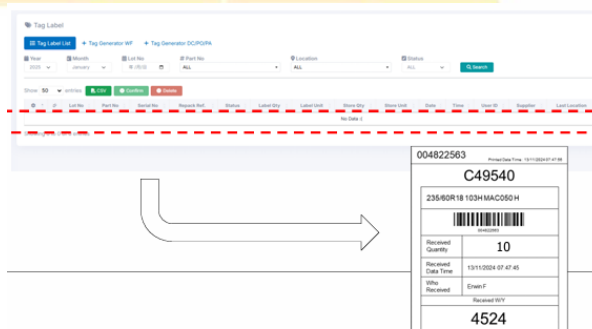 Tag Label
Tag Label List + Tag Generator WF + Tag Generator DC/PO/PA
Year Month Lot No Part No Location Status
2025 January ALL ALL ALL Search
Show 50 entries CSV Confirm Delete
# Lot No Part No Serial No Repack Ref. Status Label Qty Label Unit Store Qty Store Unit Date Time User ID Supplier Last Location
No Data :(
004822563 Printed Date Time : 13/11/2024 07:47:55
C49540
235/60R18 103H MAC050 H
004822563
Received Quantity 10
Received Data Time 13/11/2024 07:47:45
Who Received Erwin F
Received W/Y
4524